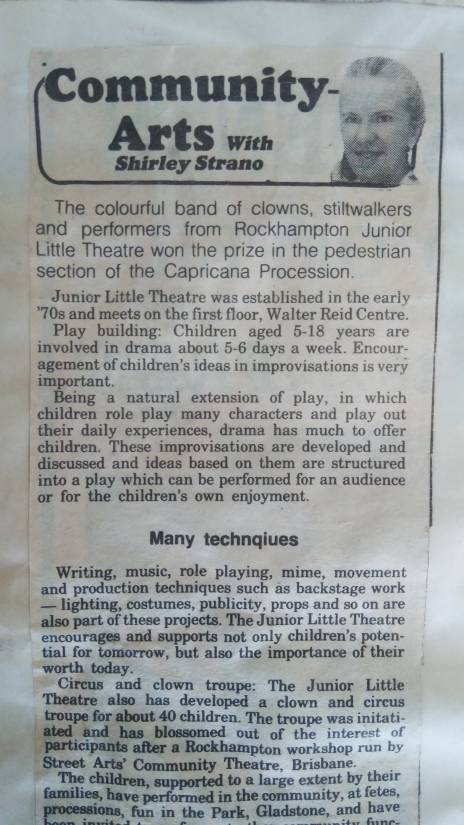 Community-
Arts With
Shirley Strano
The colourful band of clowns, stiltwalkers
and performers from Rockhampton Junior
Little Theatre won the prize in the pedestrian
section of the Capricana Procession.
Junior Little Theatre was established in the early
'70s and meets on the first floor, Walter Reid Centre.
Play building: Children aged 5-18 years are
involved in drama about 5-6 days a week. Encour-
agement of children's ideas in improvisations is very
important.
Being a natural extension of play, in which
children role play many characters and play out
their daily experiences, drama has much to offer
children. These improvisations are developed and
discussed and ideas based on them are structured
into a play which can be performed for an audience
or for the children's own enjoyment.
Many technqiues
Writing, music, role playing, mime, movement
and production techniques such as backstage work
— lighting, costumes, publicity, props and so on are
also part of these projects. The Junior Little Theatre
encourages and supports not only children's poten-
tial for tomorrow, but also the importance of their
worth today.
Circus and clown troupe: The Junior Little
Theatre also has developed a clown and circus
troupe for about 40 children. The troupe was initati-
ated and has blossomed out of the interest of
participants after a Rockhampton workshop run by
Street Arts' Community Theatre, Brisbane.
The children, supported to a large extent by their
families, have performed in the community, at fetes,
processions, fun in the Park, Gladstone, and have
been invited to